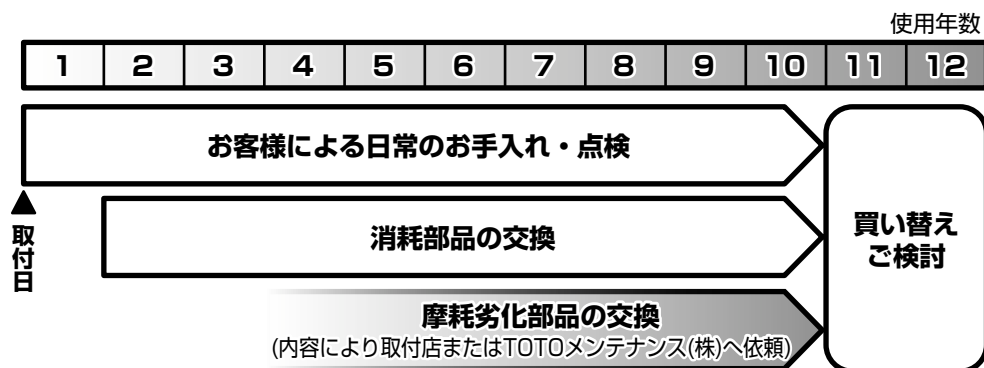 使用年数
1 2 3 4 5 6 7 8 9 10 11 12
お客様による日常のお手入れ・点検
取付日
消耗部品の交換
買い替え
ご検討
摩耗劣化部品の交換
(内容により取付店またはTOTOメンテナンス(株)へ依頼)